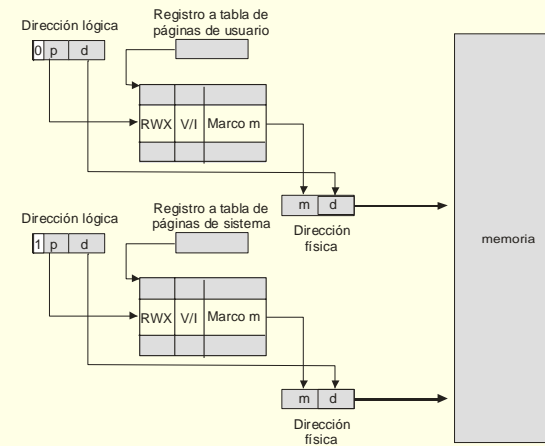 Dirección lógica
0 p d
Registro a tabla de
páginas de usuario
RWX V/I Marco m
m d
Dirección
física
Dirección lógica
1 p d
Registro a tabla de
páginas de sistema
RWX V/I Marco m
m d
Dirección
física
memoria